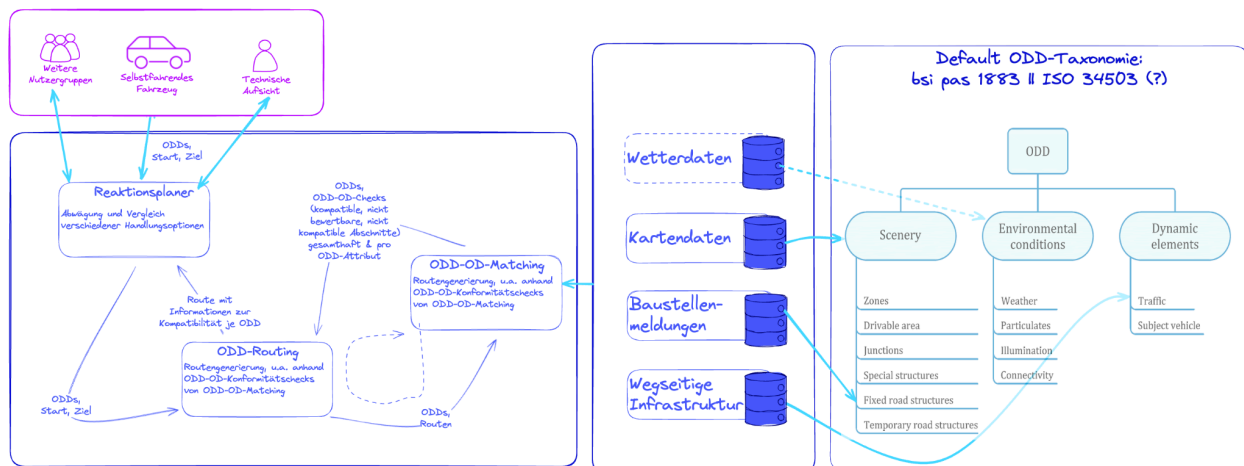 Weitere
Nutzergruppen
Selbstfahrendes
Fahrzeug
Technische
Aufsicht
ODDs,
Start, Ziel
Reaktionsplaner
Abwägung und Vergleich
verschiedener Handlungsoptionen
ODDs,
ODD-OD-Checks
(kompatible, nicht
bewertbare, nicht
kompatible Abschnitte)
gesamthaft & pro
ODD-Attribut
ODD-OD-Matching
Routengenerierung, u.a. anhand
ODD-OD-Konformitätschecks
von ODD-OD-Matching
Route mit
Informationen zur
Kompatibilität je ODD
ODD-Routing
Routengenerierung, u.a. anhand
ODD-OD-Konformitätschecks
von ODD-OD-Matching
ODDs,
Start, Ziel
ODDs,
Routen
Wetterdaten
Kartendaten
Baustellen-
meldungen
Wegseitige
Infrastruktur
Default ODD-Taxonomie:
bsi pas 1883 || ISO 34503 (?)
ODD
Scenery
Environmental
conditions
Dynamic
elements
Zones
Drivable area
Junctions
Special structures
Fixed road structures
Temporary road structures
Weather
Particulates
Illumination
Connectivity
Traffic
Subject vehicle